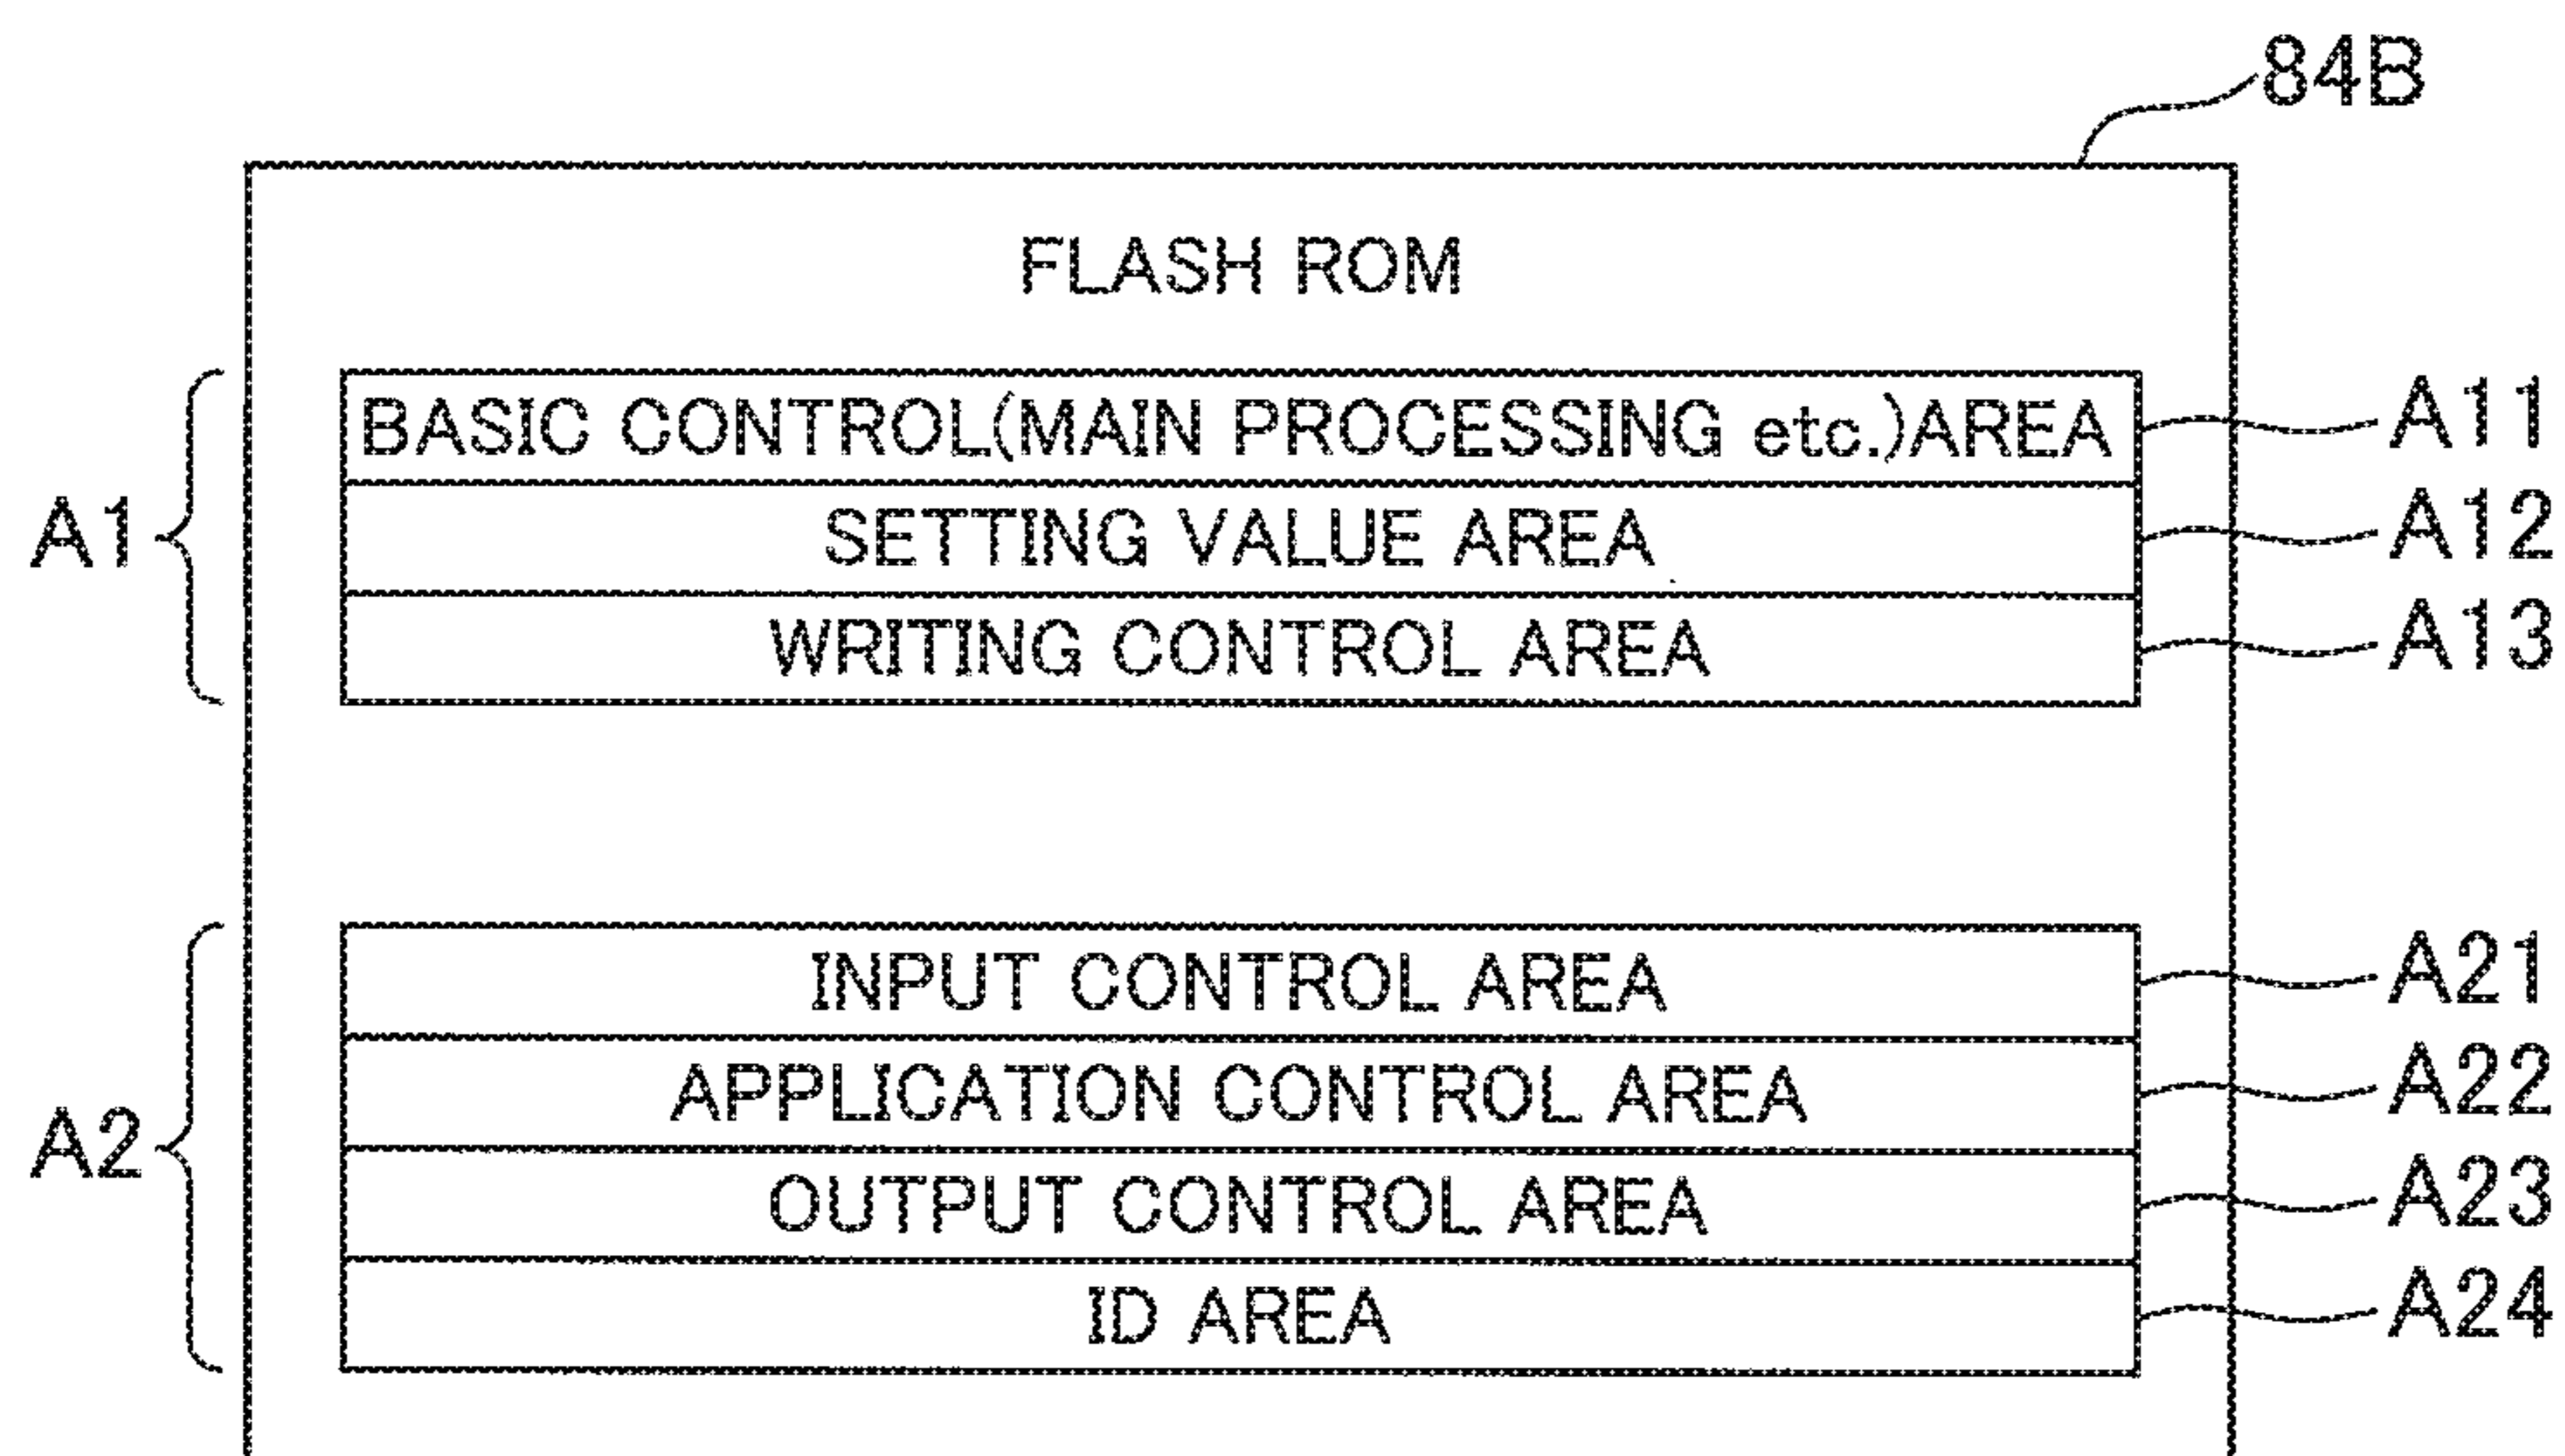 84B
FLASH ROM
BASIC CONTROL(MAIN PROCESSING etc.)AREA A11
A1 SETTING VALUE AREA A12
WRITING CONTROL AREA A13
INPUT CONTROL AREA A21
APPLICATION CONTROL AREA A22
A2
OUTPUT CONTROL AREA A23
ID AREA A24